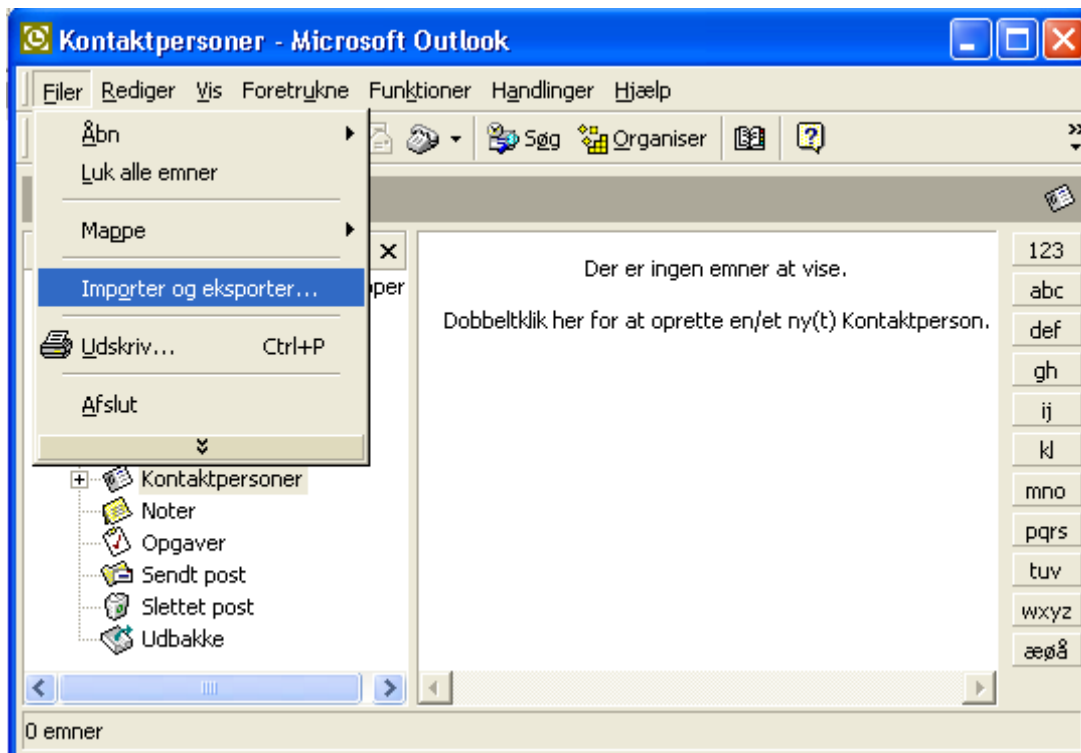 Kontaktpersoner - Microsoft Outlook
Filer Rediger Vis Foretrukne Funktioner Handlinger Hjælp
Søg Organiser
Åbn
Luk alle emner
Mappe
Importer og eksporter...
Udskriv... Ctrl+P
Afslut
Kontaktpersoner
Noter
Opgaver
Sendt post
Slettet post
Udbakke
Der er ingen emner at vise.
Dobbeltklik her for at oprette en/et ny(t) Kontaktperson.
123
abc
def
gh
ij
kl
mno
pqrs
tuv
wxyz
æøå
0 emner